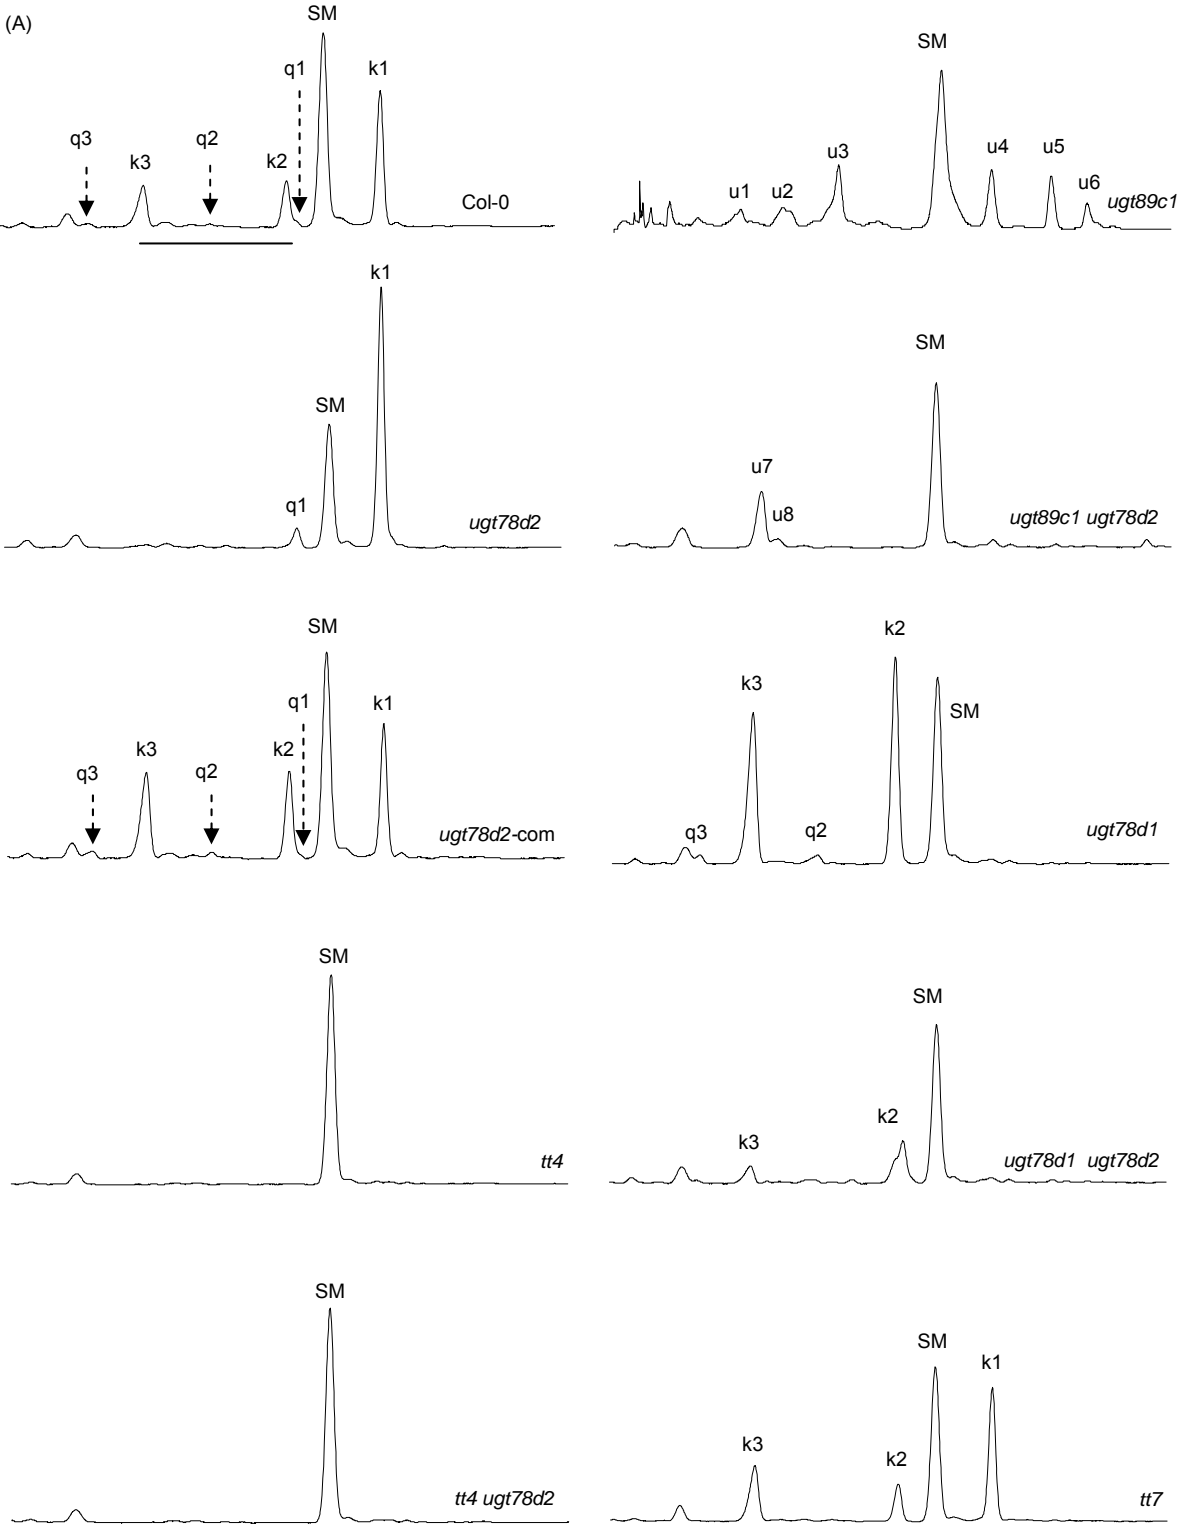 (A)
SM
q1
k1
q3
q2
k3
k2
Col-0
SM
u3
u4
u5
u1
u2
u6
ugt89c1
k1
SM
q1
ugt78d2
SM
u7
u8
ugt89c1 ugt78d2
SM
q1
k1
k3
k2
q3
q2
ugt78d2-com
k2
k3
SM
q3
q2
ugt78d1
SM
tt4
SM
k2
k3
ugt78d1 ugt78d2
SM
tt4 ugt78d2
SM
k1
k3
k2
tt7